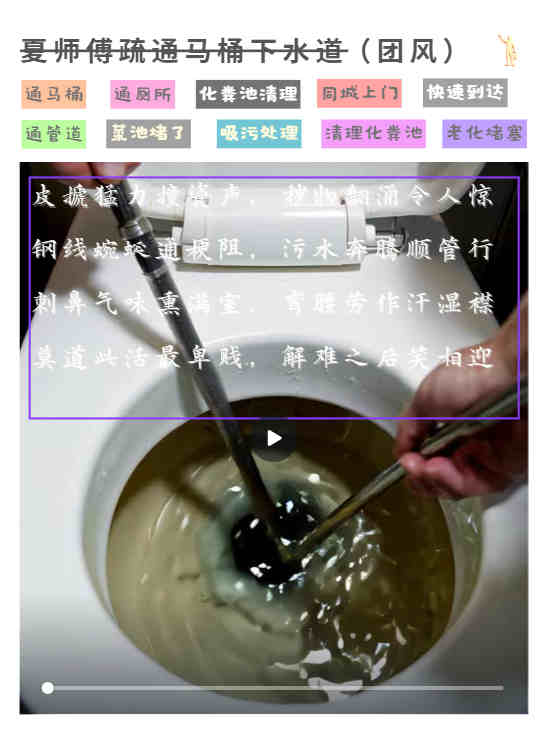 夏师傅疏通马桶下水道（团风）
通马桶 通厕所 化粪池清理 同城上门 快速到达
通管道 菜池堵了 吸污处理 清理化粪池 老化堵塞
皮搋猛力 声，秽物翻涌令人惊
钢线蜿蜒通梗阻，污水奔腾顺管行
刺鼻气味熏满室，弯腰劳作汗湿襟
莫道此活最卑贱，解难之后笑相迎